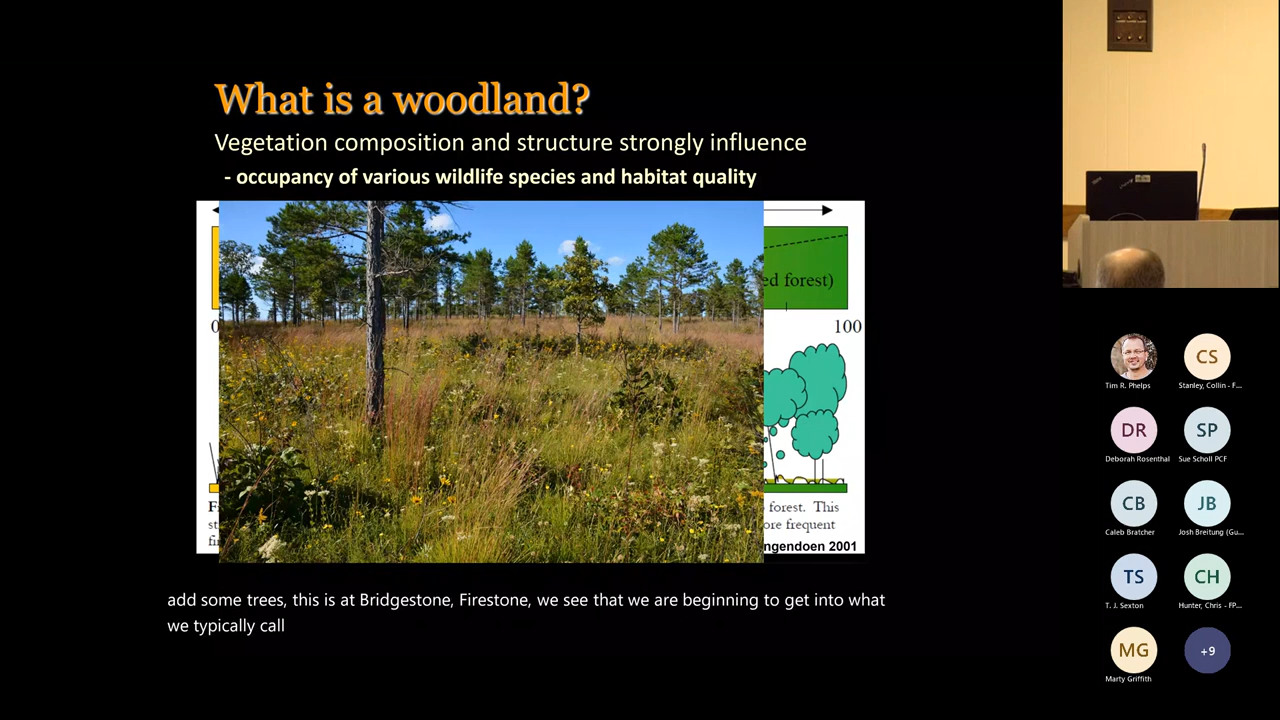 What is a woodland?
Vegetation composition and structure strongly influence
- occupancy of various wildlife species and habitat quality
ed forest)
0
100
F
forest. This
st
ore frequent
fir
ngendoen 2001
add some trees, this is at Bridgestone, Firestone, we see that we are beginning to get into what
we typically call
CS
Tim R. Phelps
Stanley, Collin - F...
DR
SP
Deborah Rosenthal
Sue Scholl PCF
CB
JB
Caleb Bratcher
Josh Breitung (Gu...
TS
CH
T. J. Sexton
Hunter, Chris - FP...
MG
+9
Marty Griffith